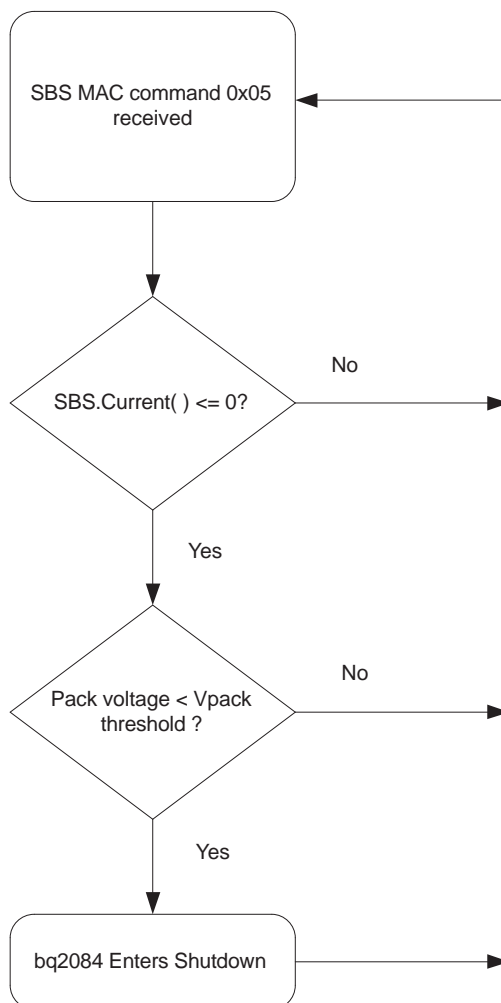 SBS MAC command 0x05
received
SBS.Current( ) <= 0?
No
Yes
Pack voltage < Vpack
threshold ?
No
Yes
bq2084 Enters Shutdown